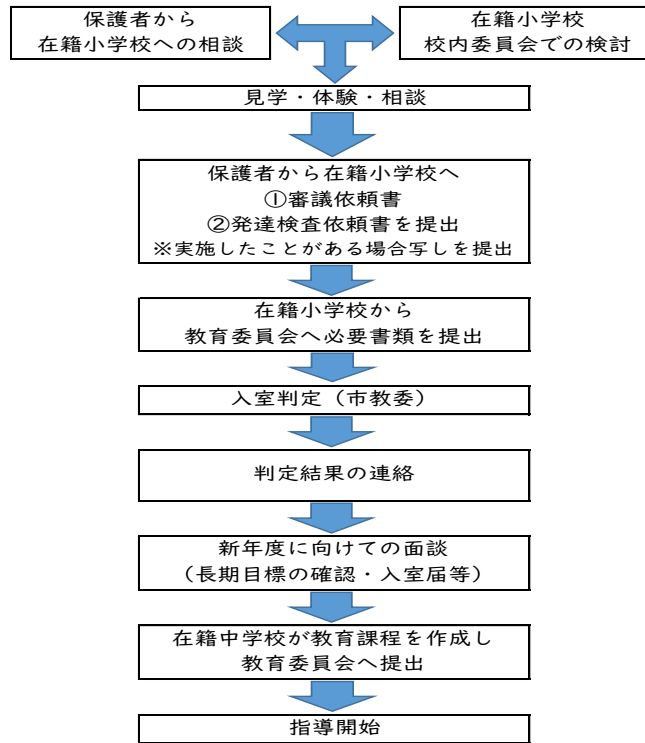 保護者から
在籍小学校への相談
在籍小学校
校内委員会での検討
見学・体験・相談
保護者から在籍小学校へ
①審議依頼書
②発達検査依頼書を提出
※実施したことがある場合写しを提出
在籍小学校から
教育委員会へ必要書類を提出
入室判定（市教委）
判定結果の連絡
新年度に向けての面談
（長期目標の確認・入室届等）
在籍中学校が教育課程を作成し
教育委員会へ提出
指導開始